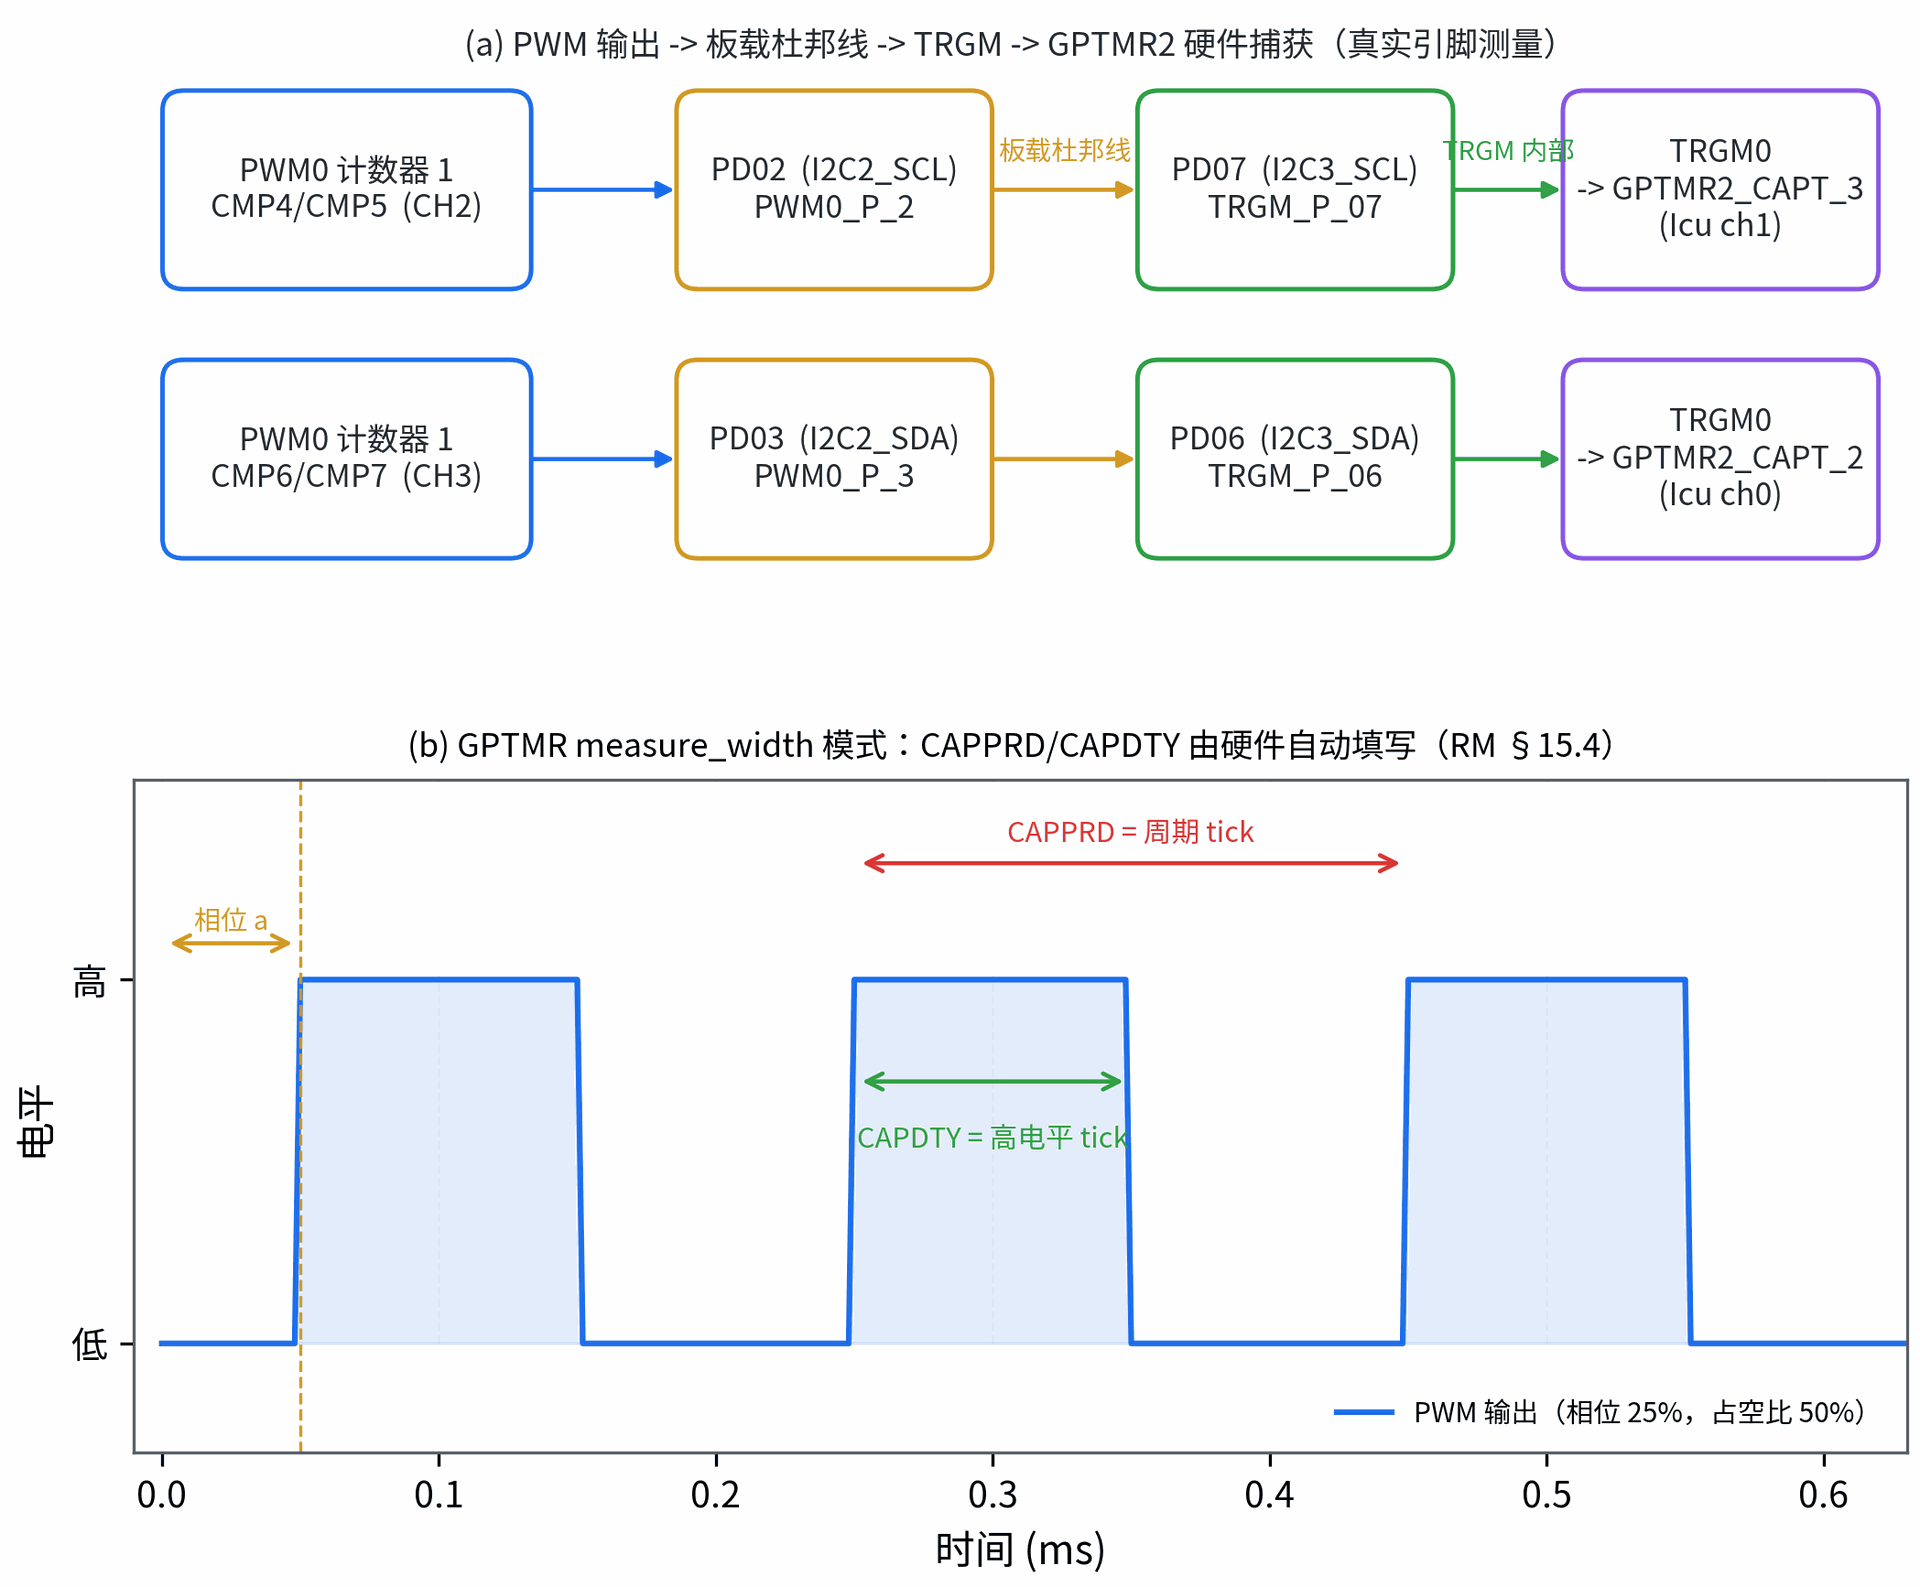 (a) PWM 输出 -> 板载杜邦线 -> TRGM -> GPTMR2 硬件捕获（真实引脚测量）
PWM0 计数器 1
CMP4/CMP5 (CH2)
PD02 (I2C2_SCL)
PWM0_P_2
板载杜邦线
PD07 (I2C3_SCL)
TRGM_P_07
TRGM 内部
TRGM0
-> GPTMR2_CAPT_3
(Icu ch1)
PWM0 计数器 1
CMP6/CMP7 (CH3)
PD03 (I2C2_SDA)
PWM0_P_3
PD06 (I2C3_SDA)
TRGM_P_06
TRGM0
-> GPTMR2_CAPT_2
(Icu ch0)
(b) GPTMR measure_width 模式：CAPPRD/CAPDTY 由硬件自动填写（RM §15.4）
CAPPRD = 周期 tick
相位 a
高
CAPDTY = 高电平 tick
电平
低
PWM 输出（相位 25%，占空比 50%）
0.0 0.1 0.2 0.3 0.4 0.5 0.6
时间 (ms)